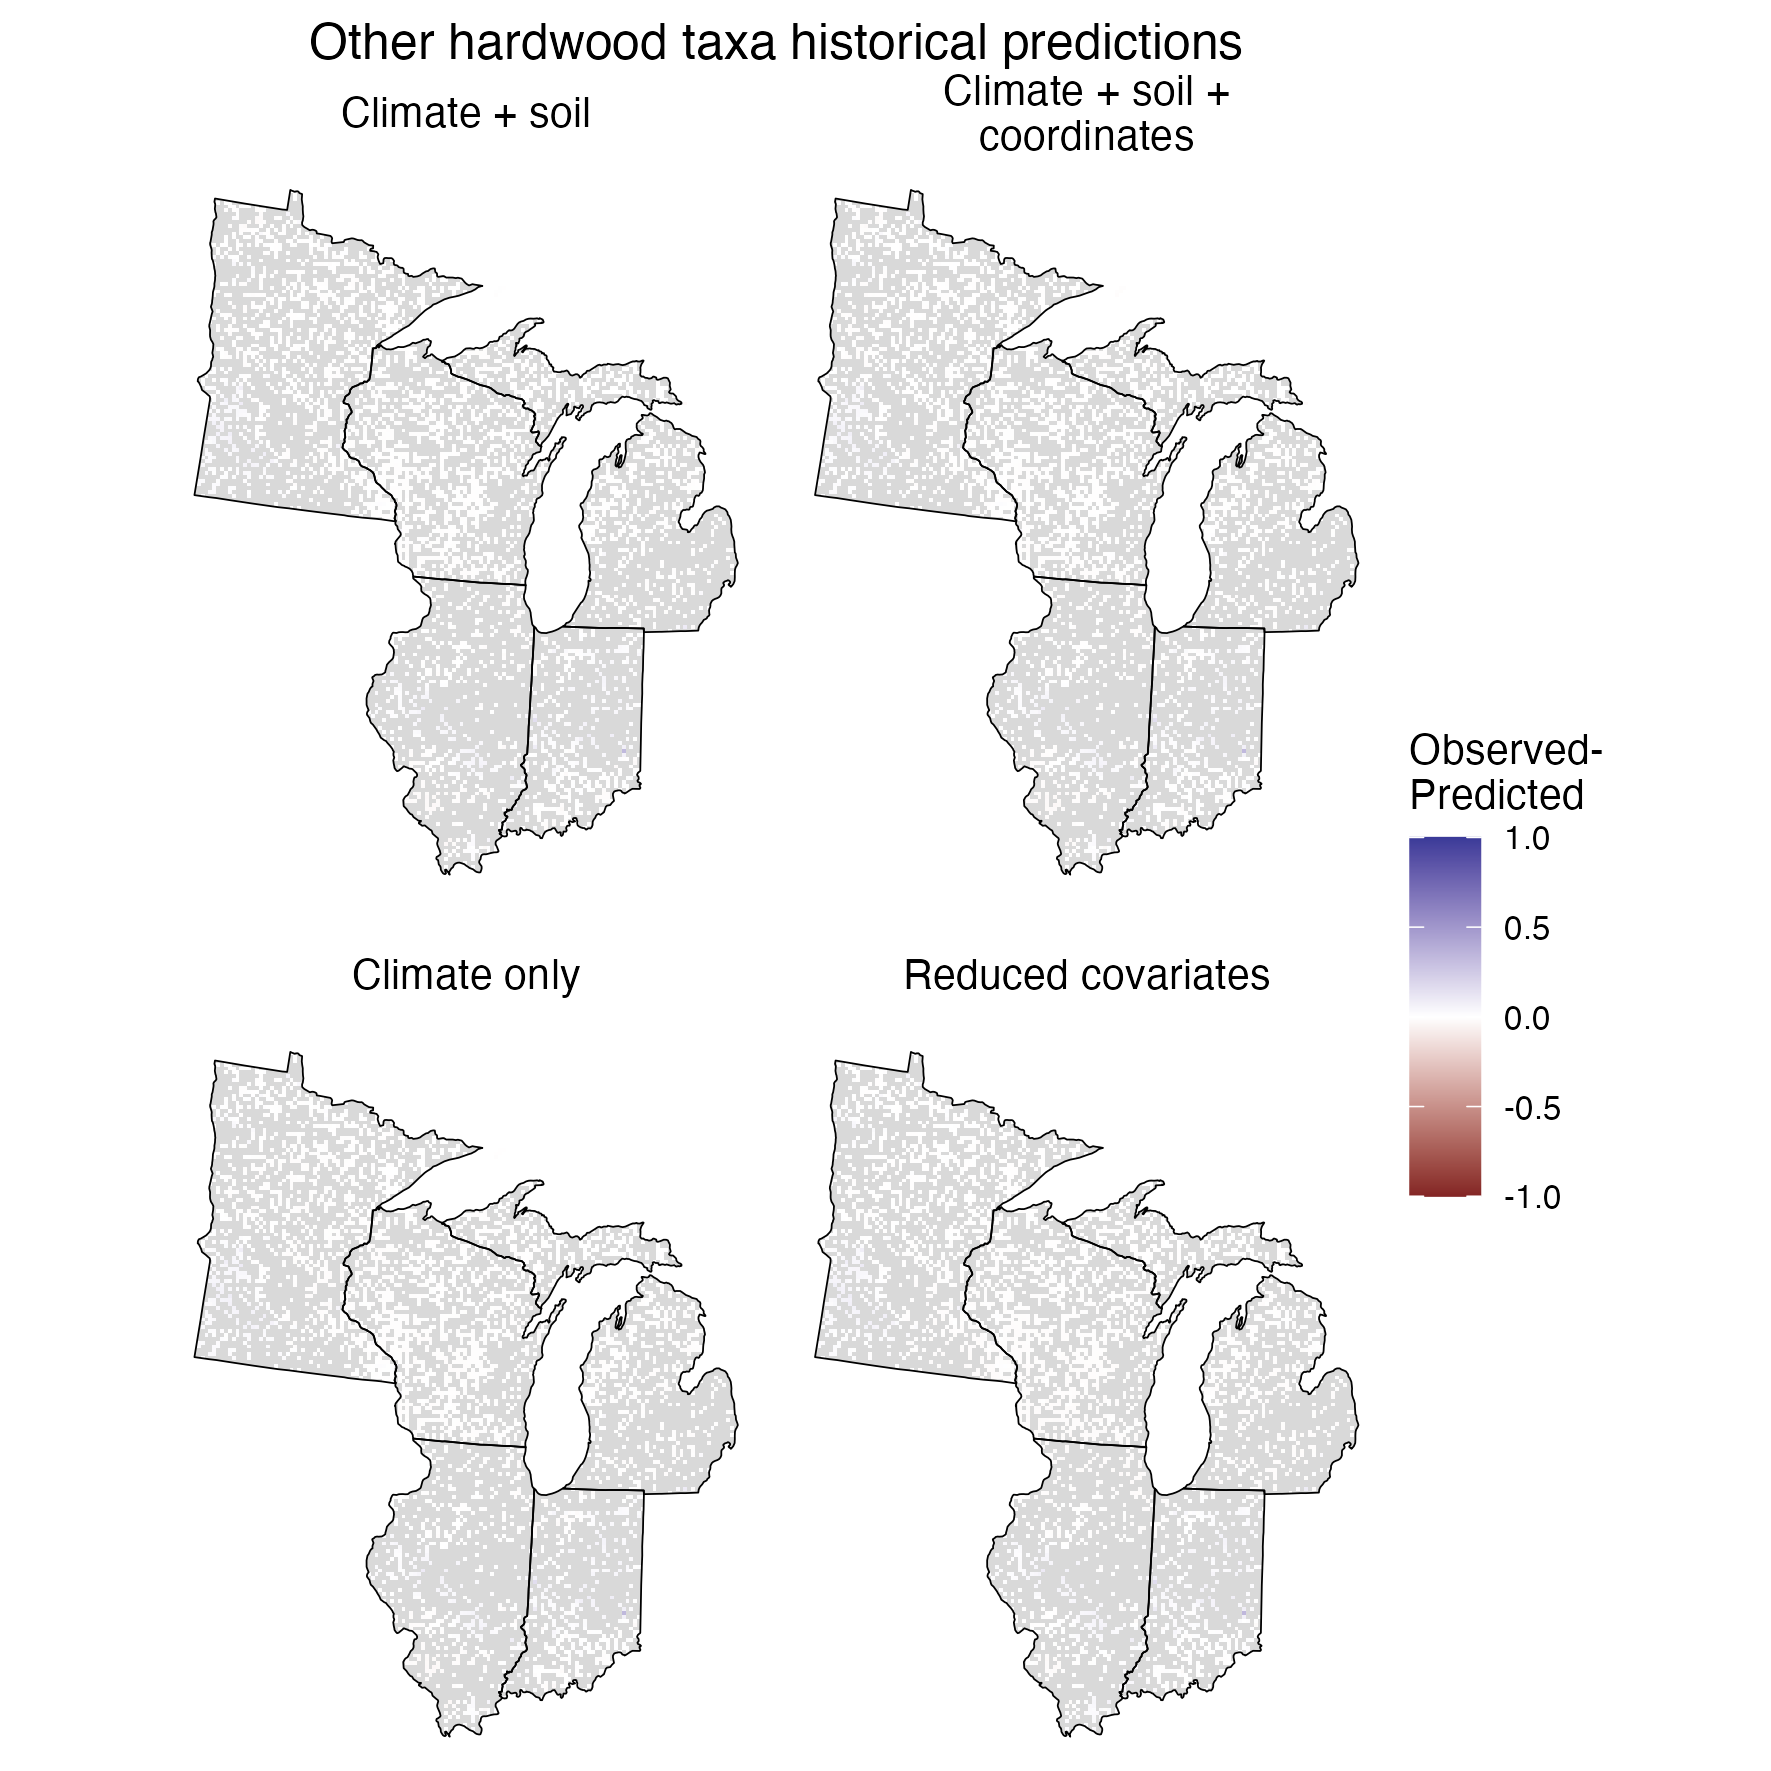 Other hardwood taxa historical predictions
Climate + soil
Climate + soil +
coordinates
Climate only
Reduced covariates
Observed-
Predicted
1.0
0.5
0.0
-0.5
-1.0